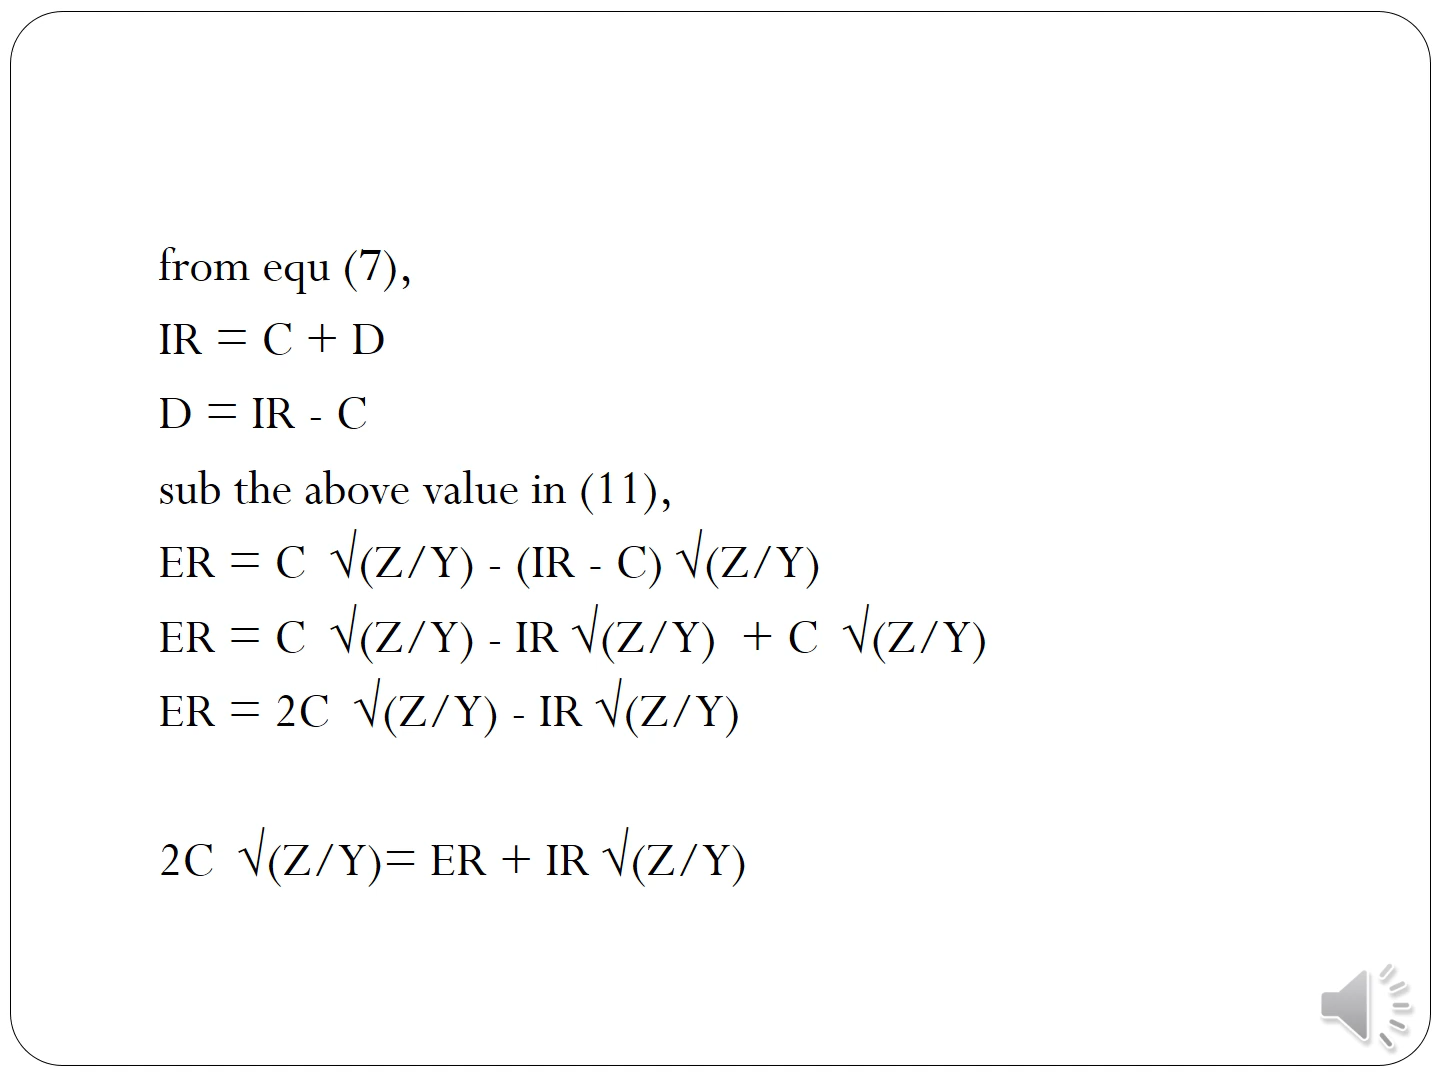 from equ (7),
IR = C + D
D = IR - C
sub the above value in (11),
ER = C √(Z/Y) - (IR - C) √(Z/Y)
ER = C √(Z/Y) - IR √(Z/Y) + C √(Z/Y)
ER = 2C √(Z/Y) - IR √(Z/Y)
2C √(Z/Y)= ER + IR √(Z/Y)